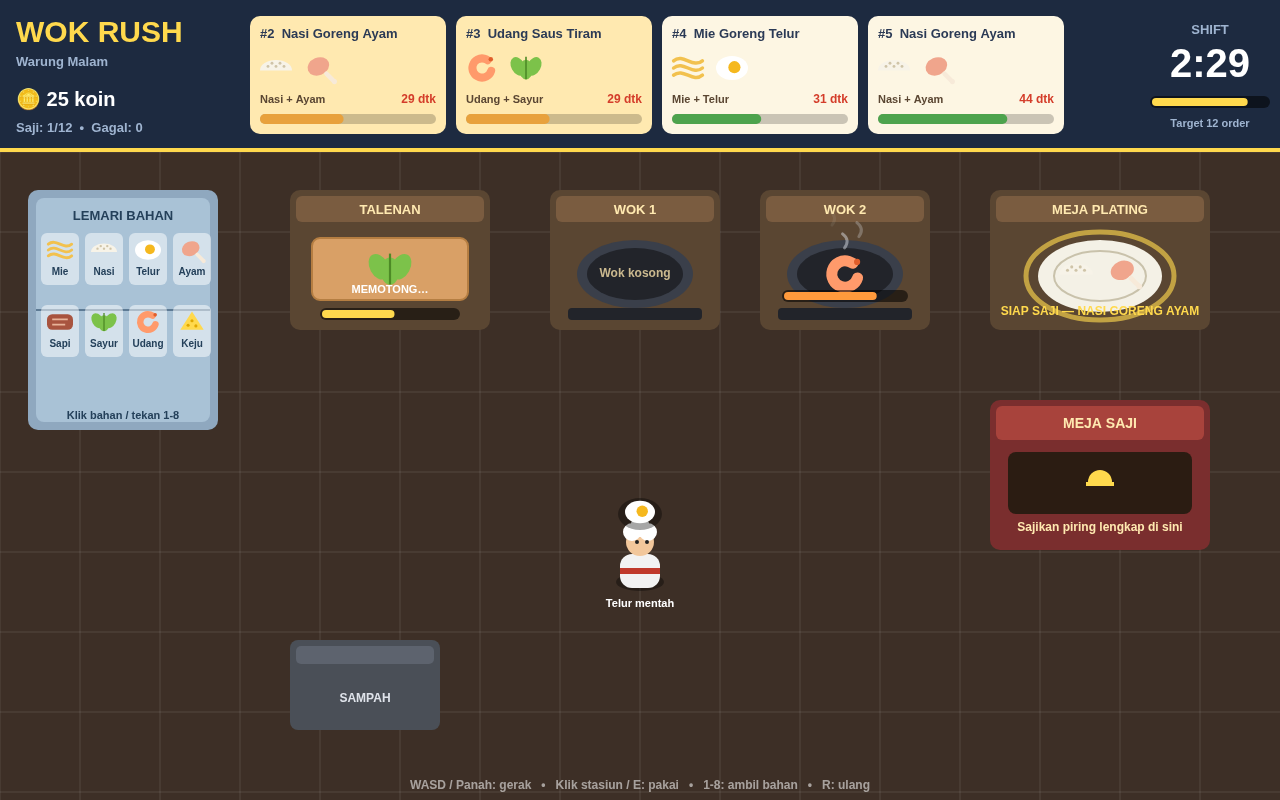 WOK RUSH
Warung Malam
25 koin
Saji: 1/12 • Gagal: 0
#2 Nasi Goreng Ayam
Nasi + Ayam 29 dtk
#3 Udang Saus Tiram
Udang + Sayur 29 dtk
#4 Mie Goreng Telur
Mie + Telur 31 dtk
#5 Nasi Goreng Ayam
Nasi + Ayam 44 dtk
SHIFT
2:29
Target 12 order
LEMARI BAHAN
Mie Nasi Telur Ayam
Sapi Sayur Udang Keju
Klik bahan / tekan 1-8
TALENAN
MEMOTONG…
WOK 1
Wok kosong
WOK 2
MEJA PLATING
SIAP SAJI — NASI GORENG AYAM
MEJA SAJI
Sajikan piring lengkap di sini
Telur mentah
SAMPAH
WASD / Panah: gerak • Klik stasiun / E: pakai • 1-8: ambil bahan • R: ulang